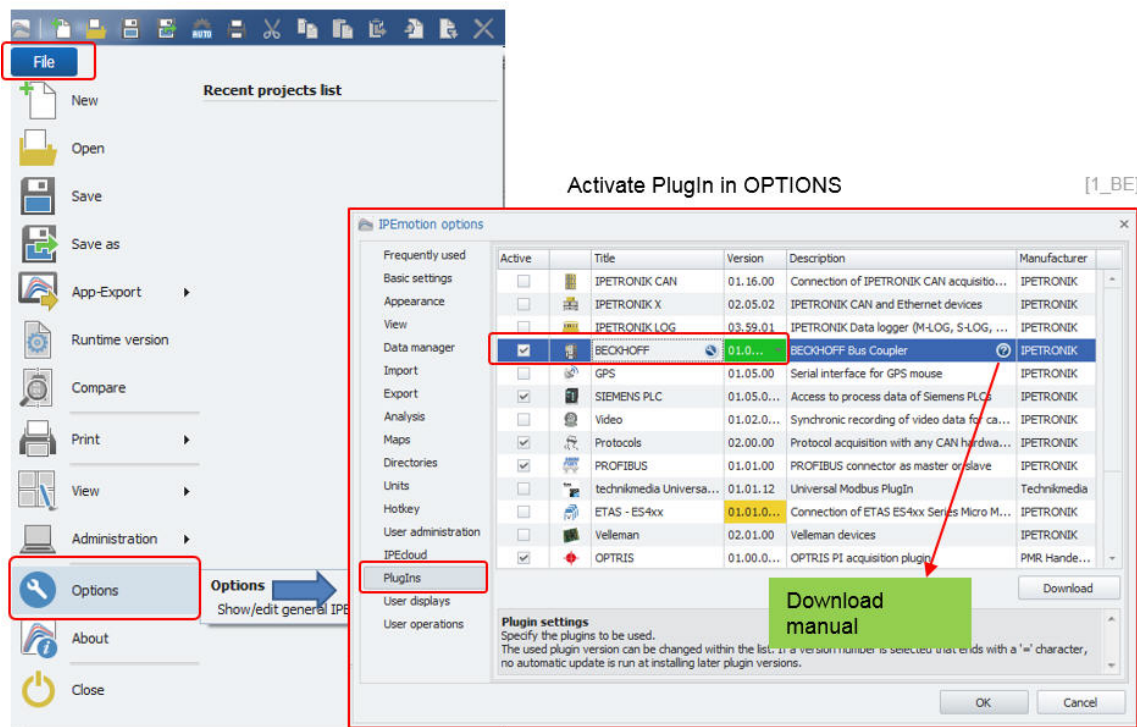 AUTO
File
Recent projects list
New
Open
Save
Save as
App-Export
Runtime version
Compare
Print
View
Administration
Options
About
Close
Options
Show/edit general IPE
Activate PlugIn in OPTIONS
[1_BE]
IPEmotion options
Frequently used
Basic settings
Appearance
View
Data manager
Import
Export
Analysis
Maps
Directories
Units
Hotkey
User administration
IPEcloud
PlugIns
User displays
User operations
Active Title Version Description Manufacturer
IPETRONIK CAN 01.16.00 Connection of IPETRONIK CAN acquisitio... IPETRONIK
IPETRONIK X 02.05.02 IPETRONIK CAN and Ethernet devices IPETRONIK
IPETRONIK LOG 03.59.01 IPETRONIK Data logger (M-LOG, S-LOG, ... IPETRONIK
BECKHOFF 01.0... BECKHOFF Bus Coupler IPETRONIK
GPS 01.05.00 Serial interface for GPS mouse IPETRONIK
SIEMENS PLC 01.05.0... Access to process data of Siemens PLCs IPETRONIK
Video 01.02.0... Synchronic recording of video data for ca... IPETRONIK
Protocols 02.00.00 Protocol acquisition with any CAN hardwa... IPETRONIK
PROFIBUS 01.01.00 PROFIBUS connector as master or slave IPETRONIK
technikmedia Universa... 01.01.12 Universal Modbus PlugIn Technikmedia
ETAS - ES4xx 01.01.0... Connection of ETAS ES4xx Series Micro M... IPETRONIK
Velleman 02.01.00 Velleman devices IPETRONIK
OPTRIS 01.00.0... OPTRIS PI acquisition plugin PMR Hande...
Download
Download
manual
Plugin settings
Specify the plugins to be used.
The used plugin version can be changed within the list. If a version number is selected that ends with a '=' character,
no automatic update is run at installing later plugin versions.
OK
Cancel